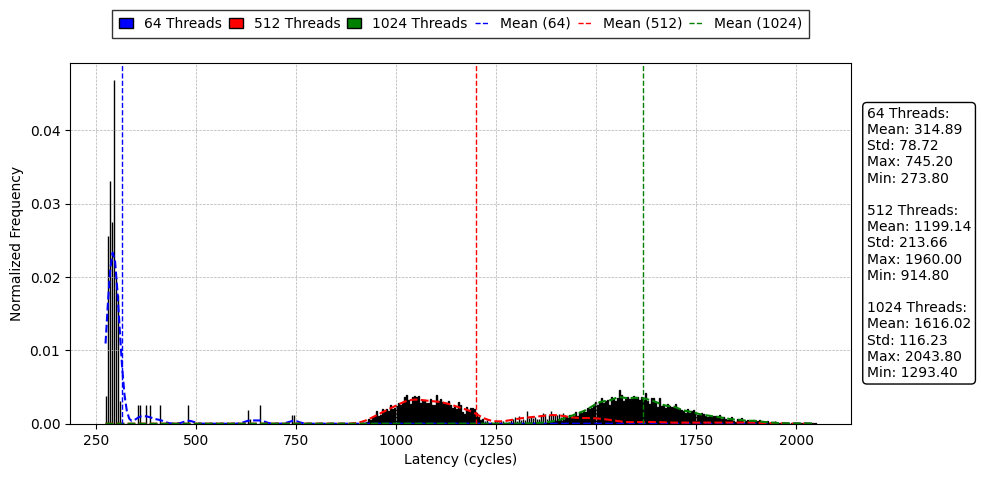 64 Threads 512 Threads 1024 Threads Mean (64) Mean (512) Mean (1024)
Normalized Frequency
0.04
0.03
0.02
0.01
0.00
250 500 750 1000 1250 1500 1750 2000
Latency (cycles)
64 Threads:
Mean: 314.89
Std: 78.72
Max: 745.20
Min: 273.80
512 Threads:
Mean: 1199.14
Std: 213.66
Max: 1960.00
Min: 914.80
1024 Threads:
Mean: 1616.02
Std: 116.23
Max: 2043.80
Min: 1293.40